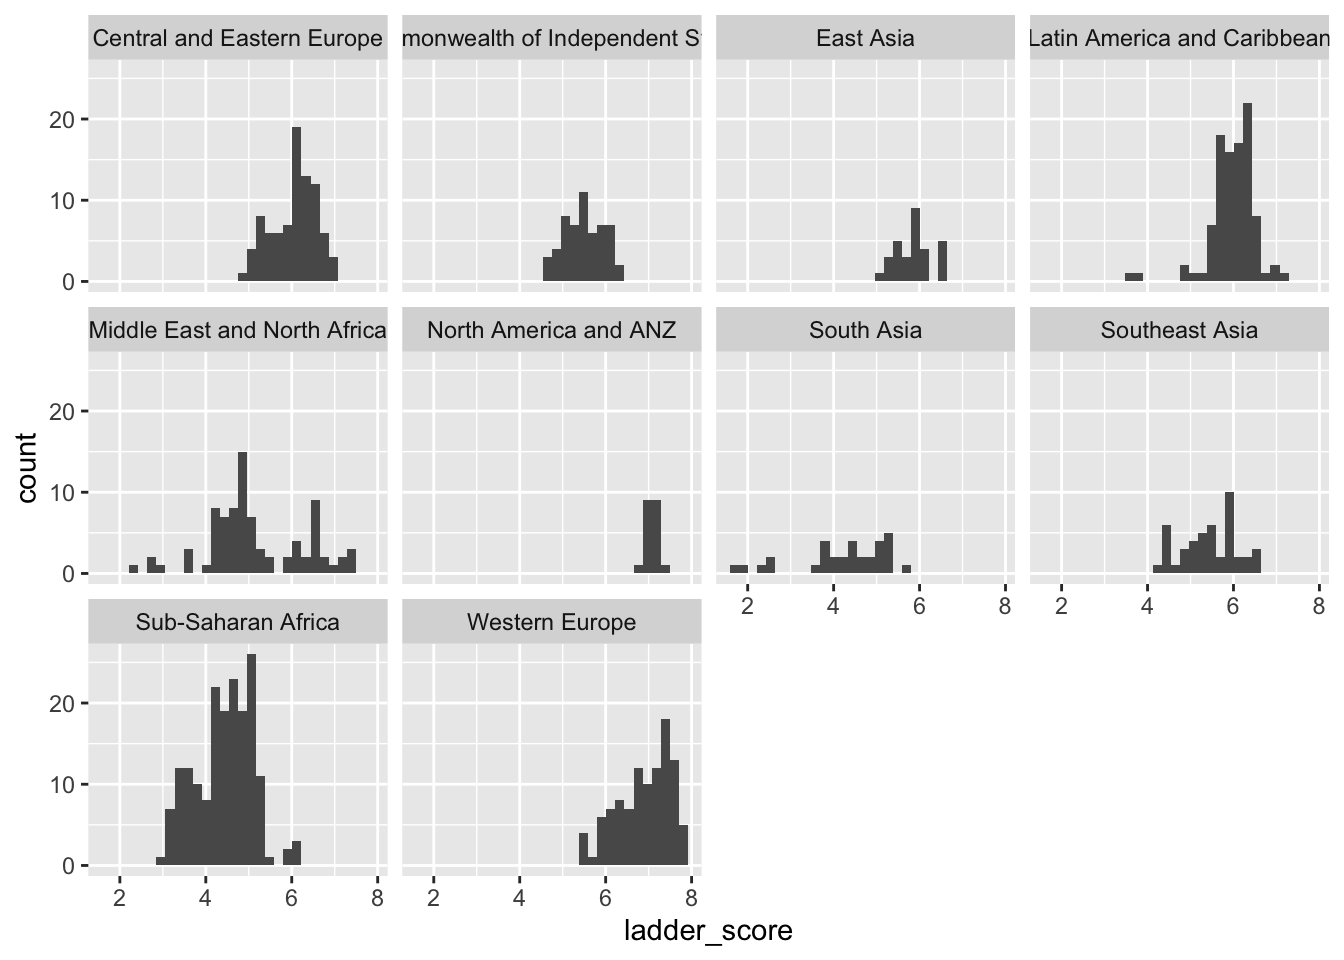 Central and Eastern Europe
monwealth of Independent S
East Asia
Latin America and Caribbean
20
10
0
Middle East and North Africa
North America and ANZ
South Asia
Southeast Asia
20
10
0
2 4 6 8
2 4 6 8
Sub-Saharan Africa
Western Europe
20
10
0
2 4 6 8
2 4 6 8
count
ladder_score